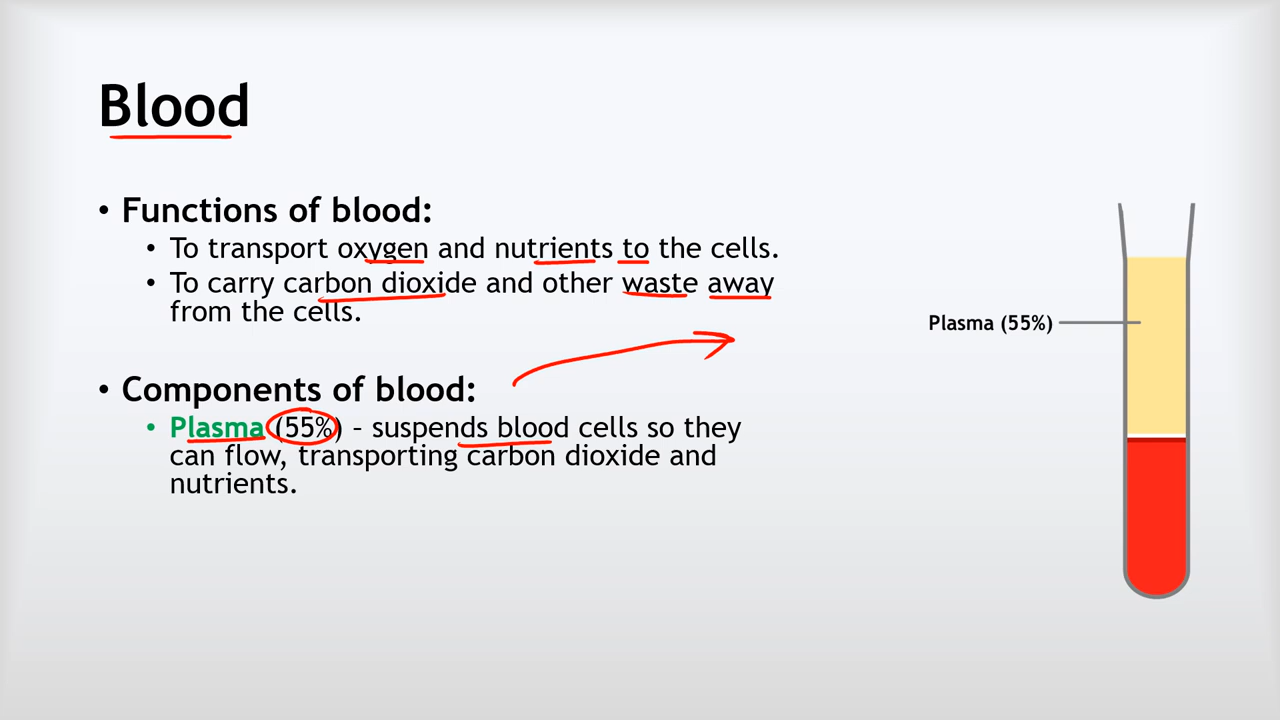 Blood
• Functions of blood:
• To transport oxygen and nutrients to the cells.
• To carry carbon dioxide and other waste away
from the cells.
Plasma (55%)
• Components of blood:
• Plasma (55%) – suspends blood cells so they
can flow, transporting carbon dioxide and
nutrients.